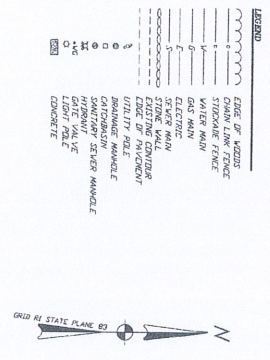 LEGEND
EDGE OF WOODS
CHAIN LINK FENCE
STOCKADE FENCE
W WATER MAIN
G GAS MAIN
E ELECTRIC
S SEWER MAIN
STONE WALL
EXISTING CONTOUR
EDGE OF PAVEMENT
UTILITY POLE
DRAINAGE MANHOLE
CATCHBASIN
SANITARY SEWER MANHOLE
HYDRANT
GATE VALVE
LIGHT POLE
CONCRETE
GRID RI STATE PLANE 83
N